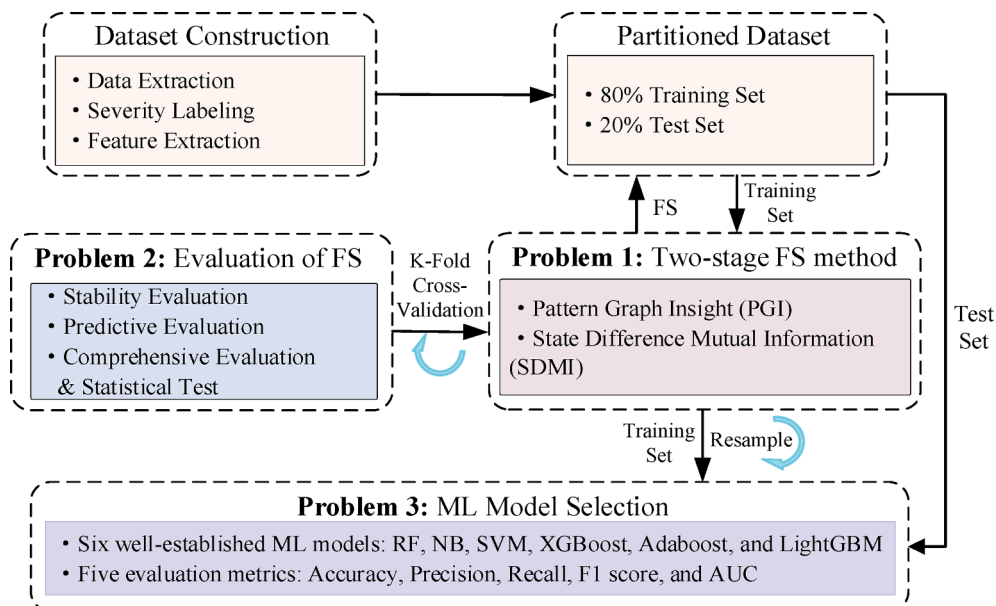 Dataset Construction
• Data Extraction
• Severity Labeling
• Feature Extraction
Partitioned Dataset
• 80% Training Set
• 20% Test Set
FS
Training
Set
Problem 2: Evaluation of FS
• Stability Evaluation
• Predictive Evaluation
• Comprehensive Evaluation
& Statistical Test
K-Fold
Cross-
Validation
Problem 1: Two-stage FS method
• Pattern Graph Insight (PGI)
• State Difference Mutual Information
(SDMI)
Test
Set
Training
Set
Resample
Problem 3: ML Model Selection
• Six well-established ML models: RF, NB, SVM, XGBoost, Adaboost, and LightGBM
• Five evaluation metrics: Accuracy, Precision, Recall, F1 score, and AUC